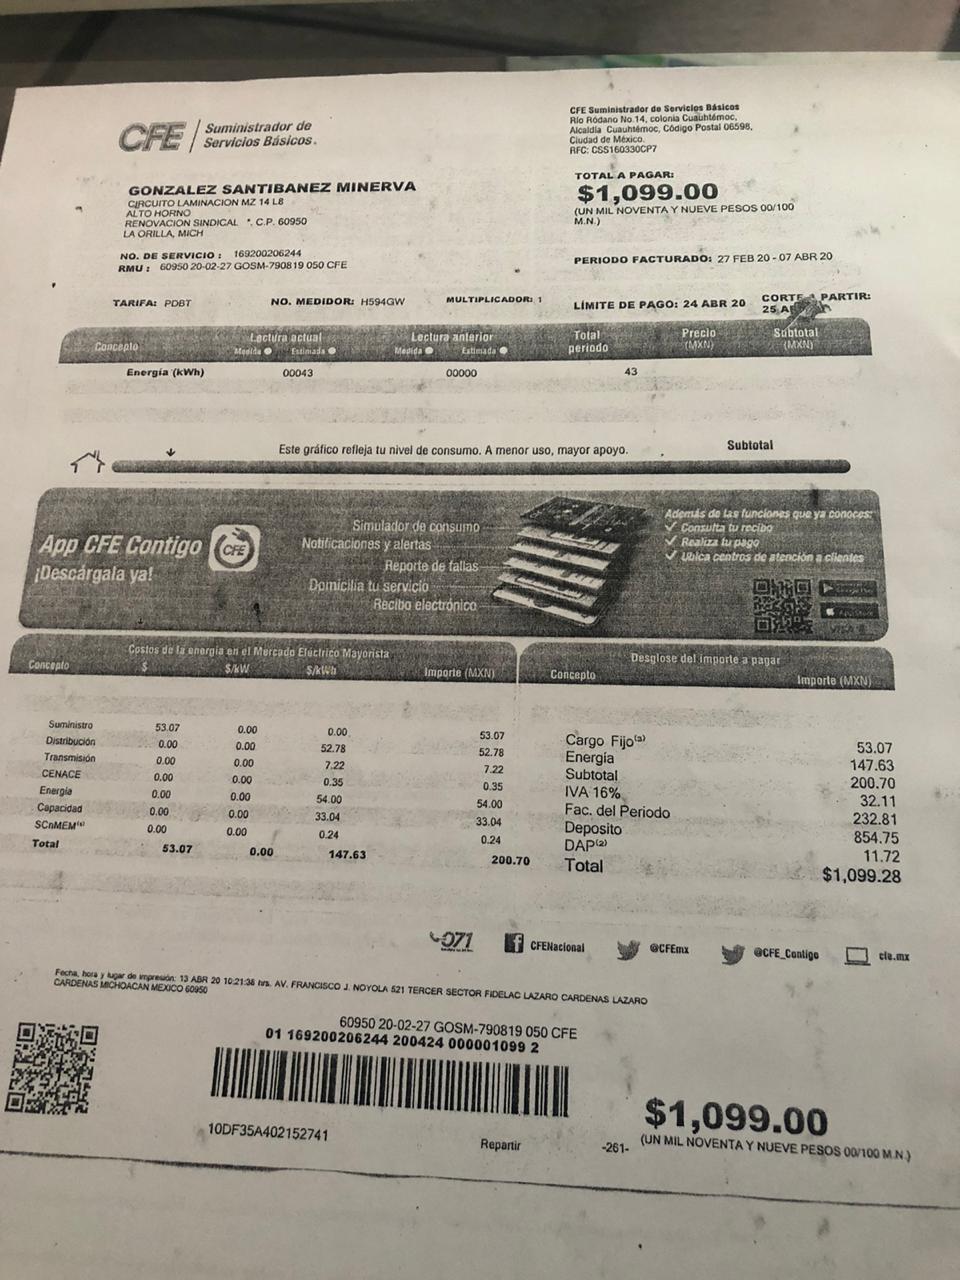 CFE Suministrador de
Servicios Básicos.
CFE Suministrador de Servicios Básicos
Río Ródano No.14, colonia Cuauhtémoc,
Alcaldía Cuauhtémoc, Código Postal 06598,
Ciudad de México.
RFC: CSS160330CP7
GONZALEZ SANTIBANEZ MINERVA
CIRCUITO LAMINACION MZ 14 L8
ALTO HORNO
RENOVACION SINDICAL *. C.P. 60950
LA ORILLA, MICH
TOTAL A PAGAR:
$1,099.00
(UN MIL NOVENTA Y NUEVE PESOS 00/100
M.N.)
NO. DE SERVICIO : 169200206244
RMU : 60950 20-02-27 GOSM-790819 050 CFE
PERIODO FACTURADO: 27 FEB 20 - 07 ABR 20
TARIFA: PDBT NO. MEDIDOR: H594GW MULTIPLICADOR: 1 LÍMITE DE PAGO: 24 ABR 20 CORTE A PARTIR:
25
Concepto Lectura actual Lectura anterior Total periodo Precio (MXN) Subtotal (MXN)
Medida Estimada Medida Estimada
Energía (kWh) 00043 00000 43
Este gráfico refleja tu nivel de consumo. A menor uso, mayor apoyo. Subtotal
App CFE Contigo
¡Descárgala ya!
CFE
Simulador de consumo
Notificaciones y alertas
Reporte de fallas
Domicilia tu servicio
Recibo electrónico
Además de las funciones que ya conoces:
Consulta tu recibo
Realiza tu pago
Ubica centros de atención a clientes
Costos de la energía en el Mercado Eléctrico Mayorista
Concepto $ $/kW $/kWh Importe (MXN)
Suministro 53.07 0.00 0.00 53.07
Distribución 0.00 0.00 52.78 52.78
Transmisión 0.00 0.00 7.22 7.22
CENACE 0.00 0.00 0.35 0.35
Energía 0.00 0.00 54.00 54.00
Capacidad 0.00 0.00 33.04 33.04
SCnMEM 0.00 0.00 0.24 0.24
Total 53.07 0.00 147.63 200.70
Desglose del importe a pagar
Concepto Importe (MXN)
Cargo Fijo(3) 53.07
Energía 147.63
Subtotal 200.70
IVA 16% 32.11
Fac. del Periodo 232.81
Deposito 854.75
DAP(2) 11.72
Total $1,099.28
071 CFENacional @CFEmx @CFE_Contigo cfe.mx
Fecha, hora y lugar de impresión: 13 ABR 20 10:21:38 hrs. AV. FRANCISCO J. NOYOLA 521 TERCER SECTOR FIDELAC LAZARO CARDENAS LAZARO
CARDENAS MICHOACAN MEXICO 60950
60950 20-02-27 GOSM-790819 050 CFE
01 169200206244 200424 000001099 2
10DF35A402152741
Repartir
-261-
$1,099.00
(UN MIL NOVENTA Y NUEVE PESOS 00/100 M.N.)